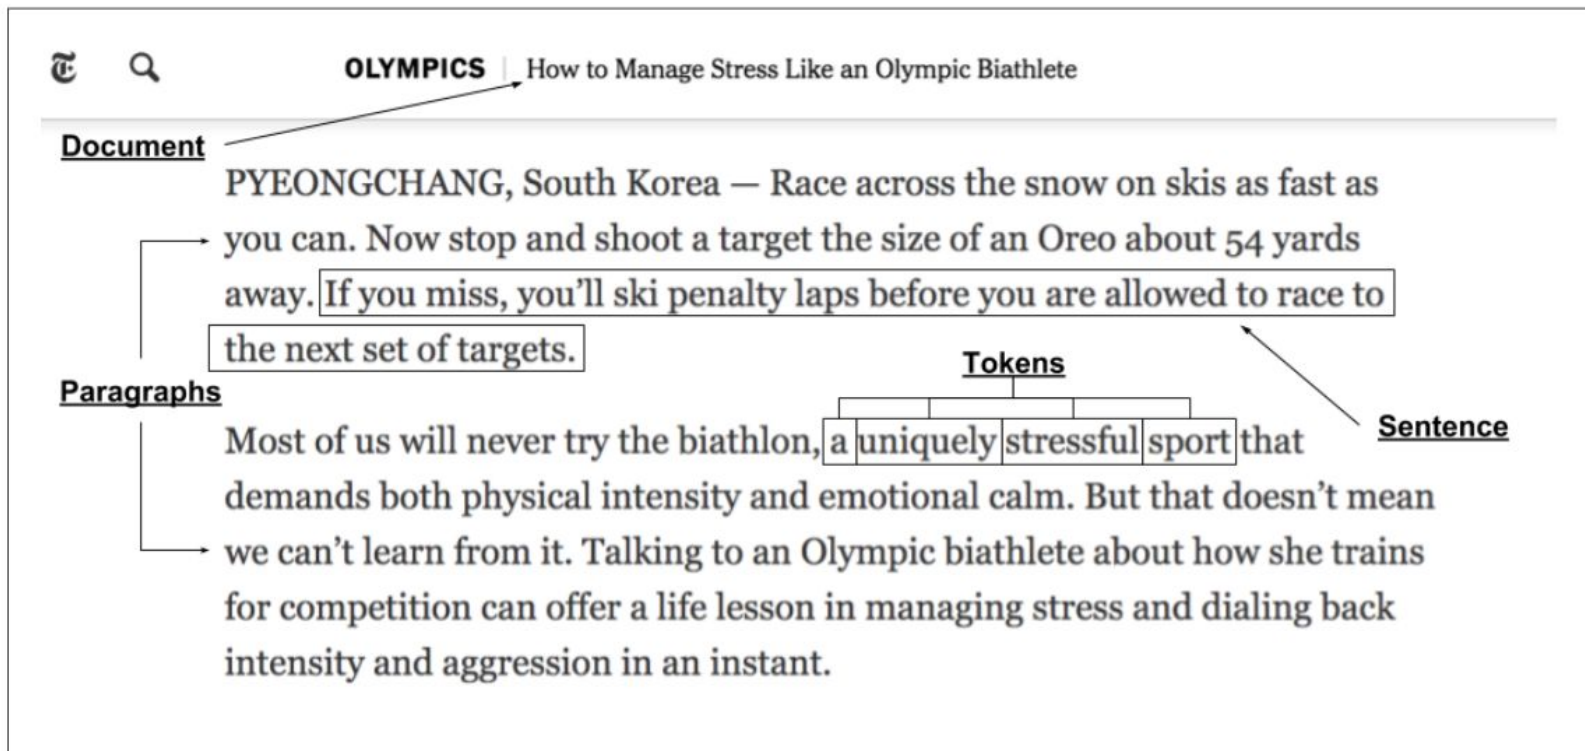 OLYMPICS | How to Manage Stress Like an Olympic Biathlete
Document
PYEONGCHANG, South Korea — Race across the snow on skis as fast as
you can. Now stop and shoot a target the size of an Oreo about 54 yards
away. If you miss, you'll ski penalty laps before you are allowed to race to
the next set of targets.
Tokens
Paragraphs
Most of us will never try the biathlon, a uniquely stressful sport that
Sentence
demands both physical intensity and emotional calm. But that doesn't mean
we can't learn from it. Talking to an Olympic biathlete about how she trains
for competition can offer a life lesson in managing stress and dialing back
intensity and aggression in an instant.